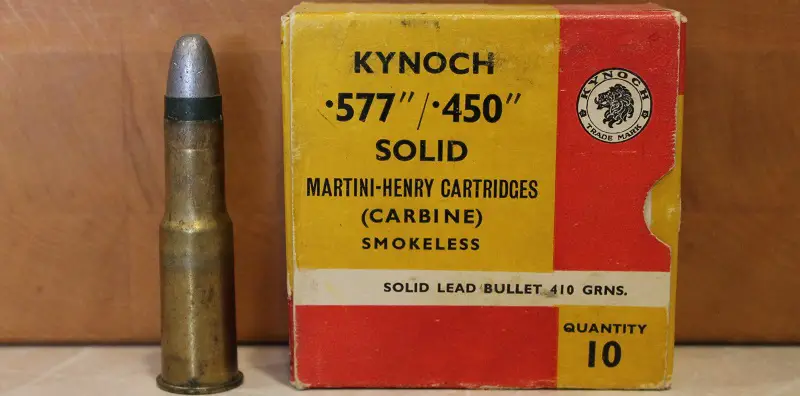 KYNOCH
·577"/·450"
SOLID
MARTINI-HENRY CARTRIDGES
(CARBINE)
SMOKELESS
KYNOCH
TRADE MARK
SOLID LEAD BULLET 410 GRNS.
QUANTITY
10